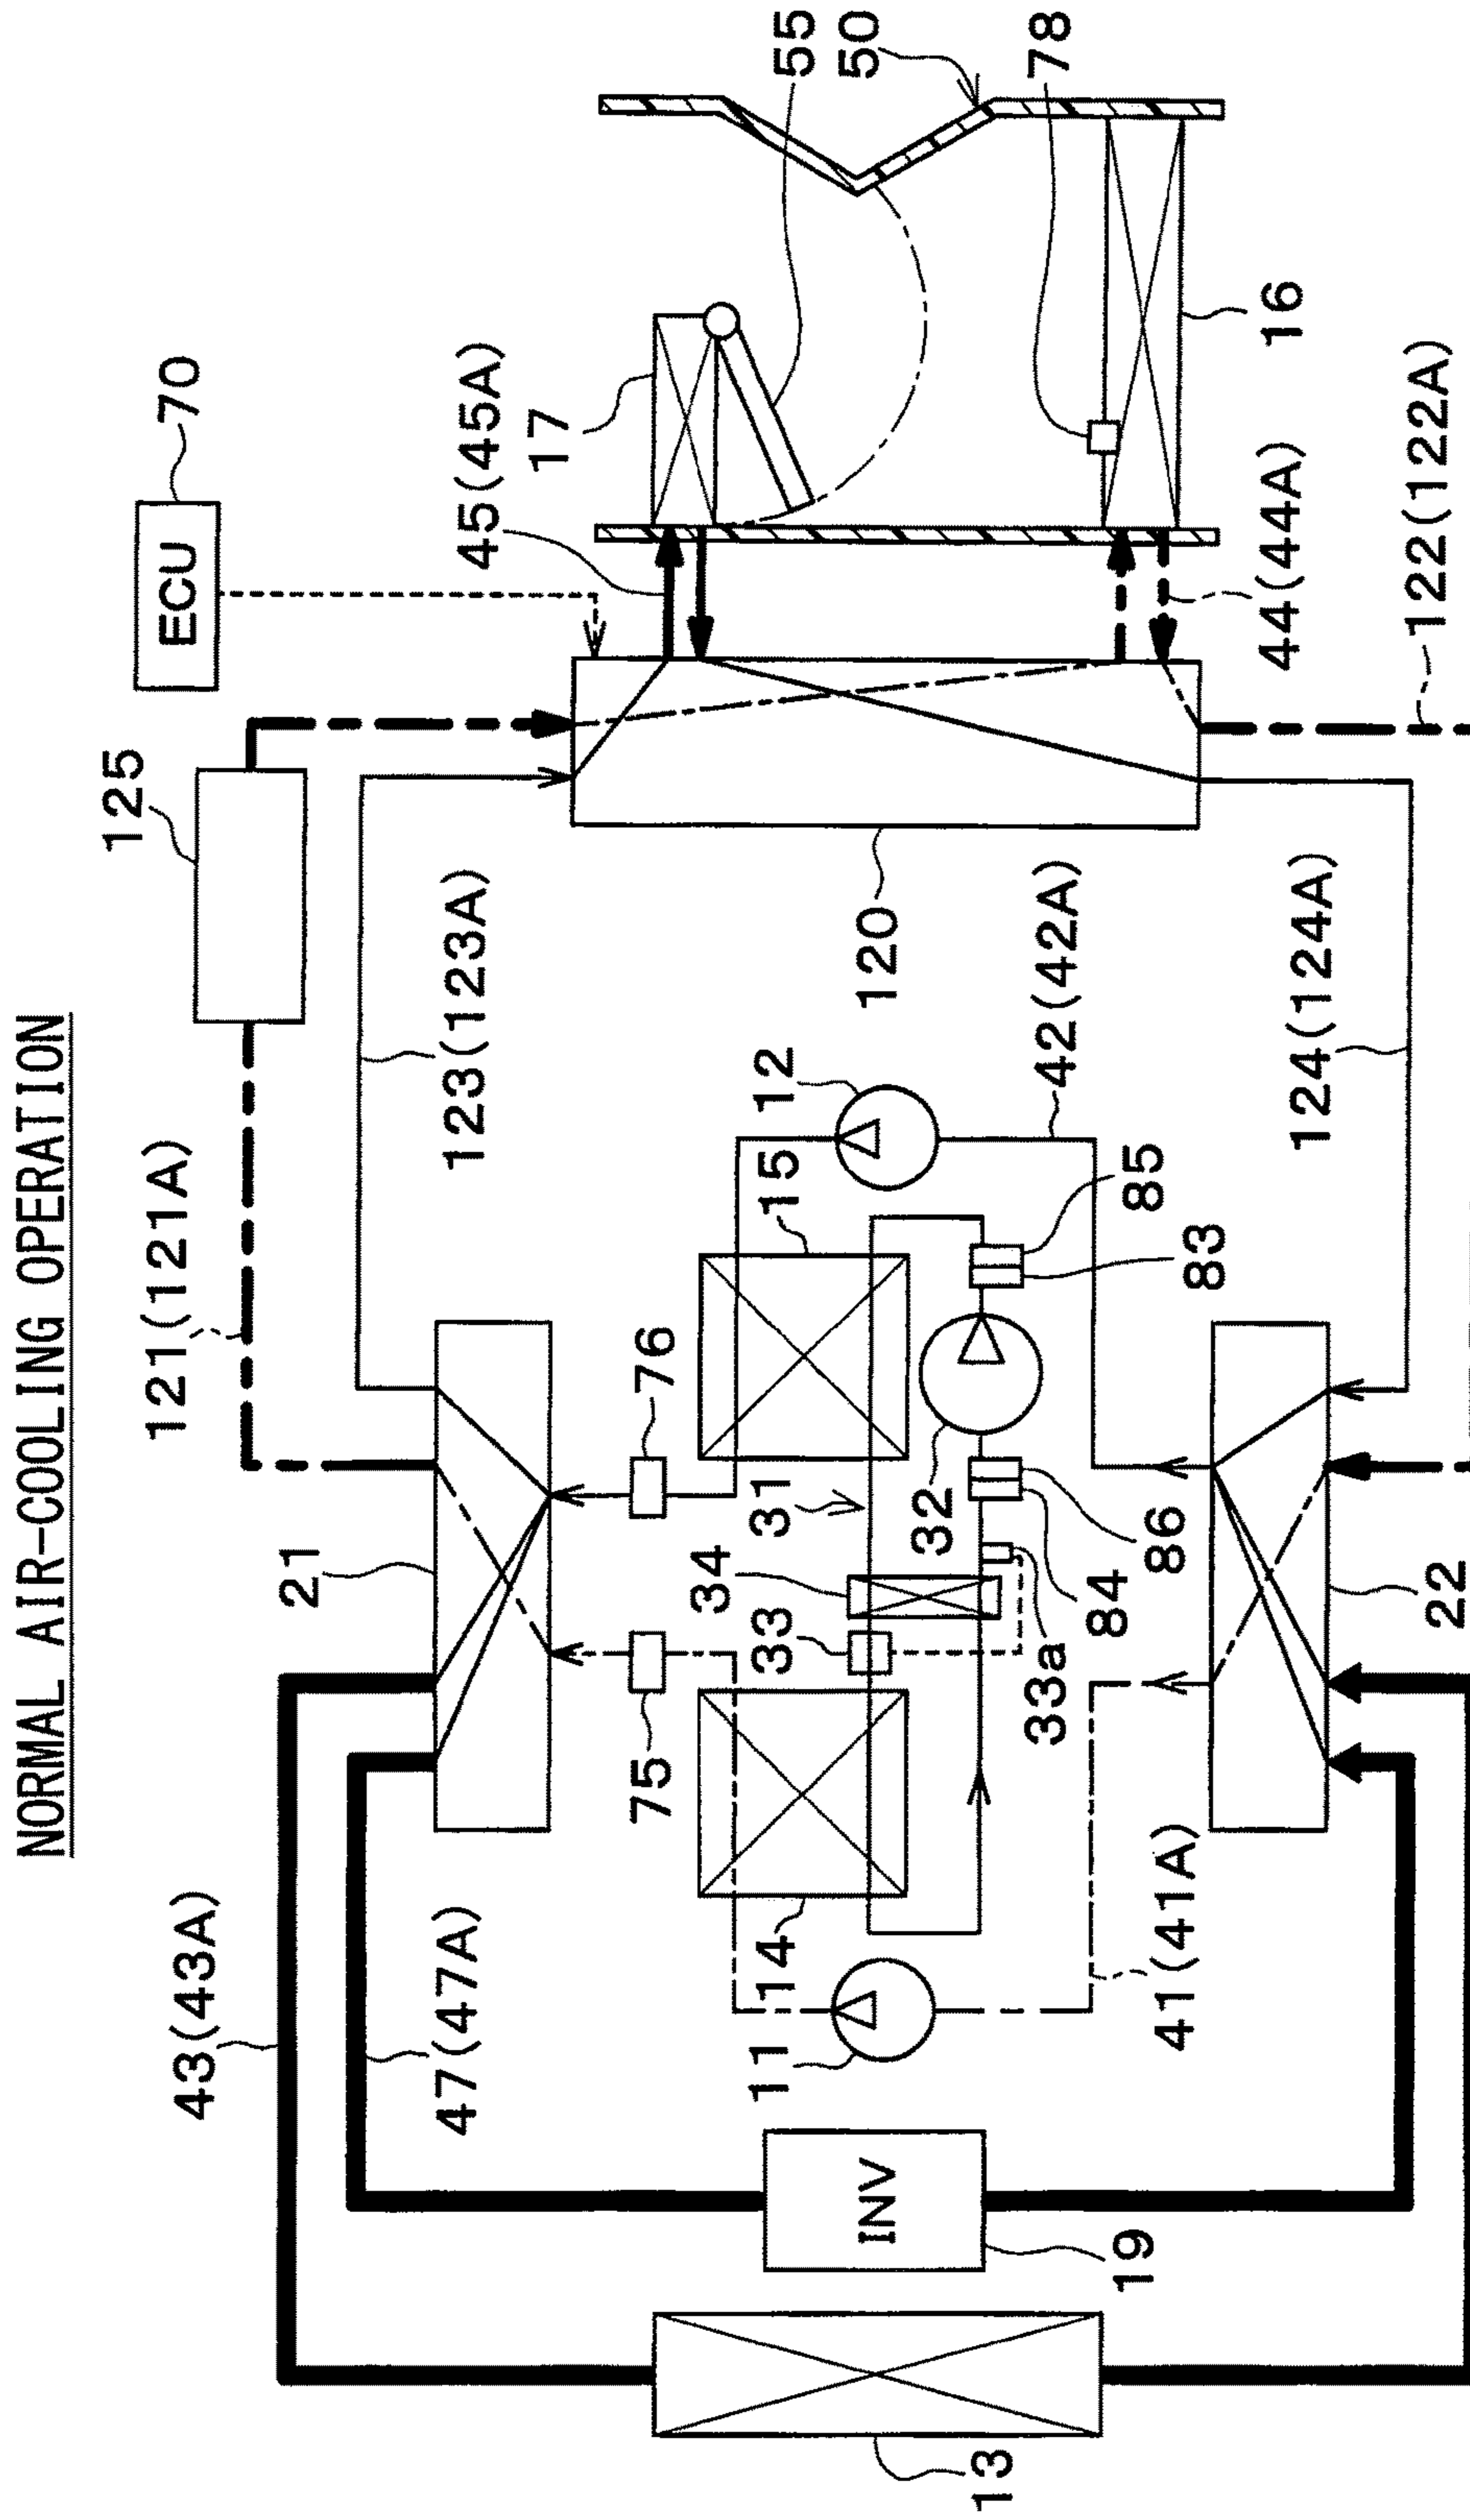 NORMAL AIR-COOLING OPERATION
43(43A)
121(121A)
125
ECU
70
47(47A)
21
123(123A)
45(45A)
17
75
76
11
14
33
34
31
15
12
55
INV
32
120
50
13
33a
42(42A)
78
19
41(41A)
84
86
83
85
124(124A)
44(44A)
16
22
122(122A)